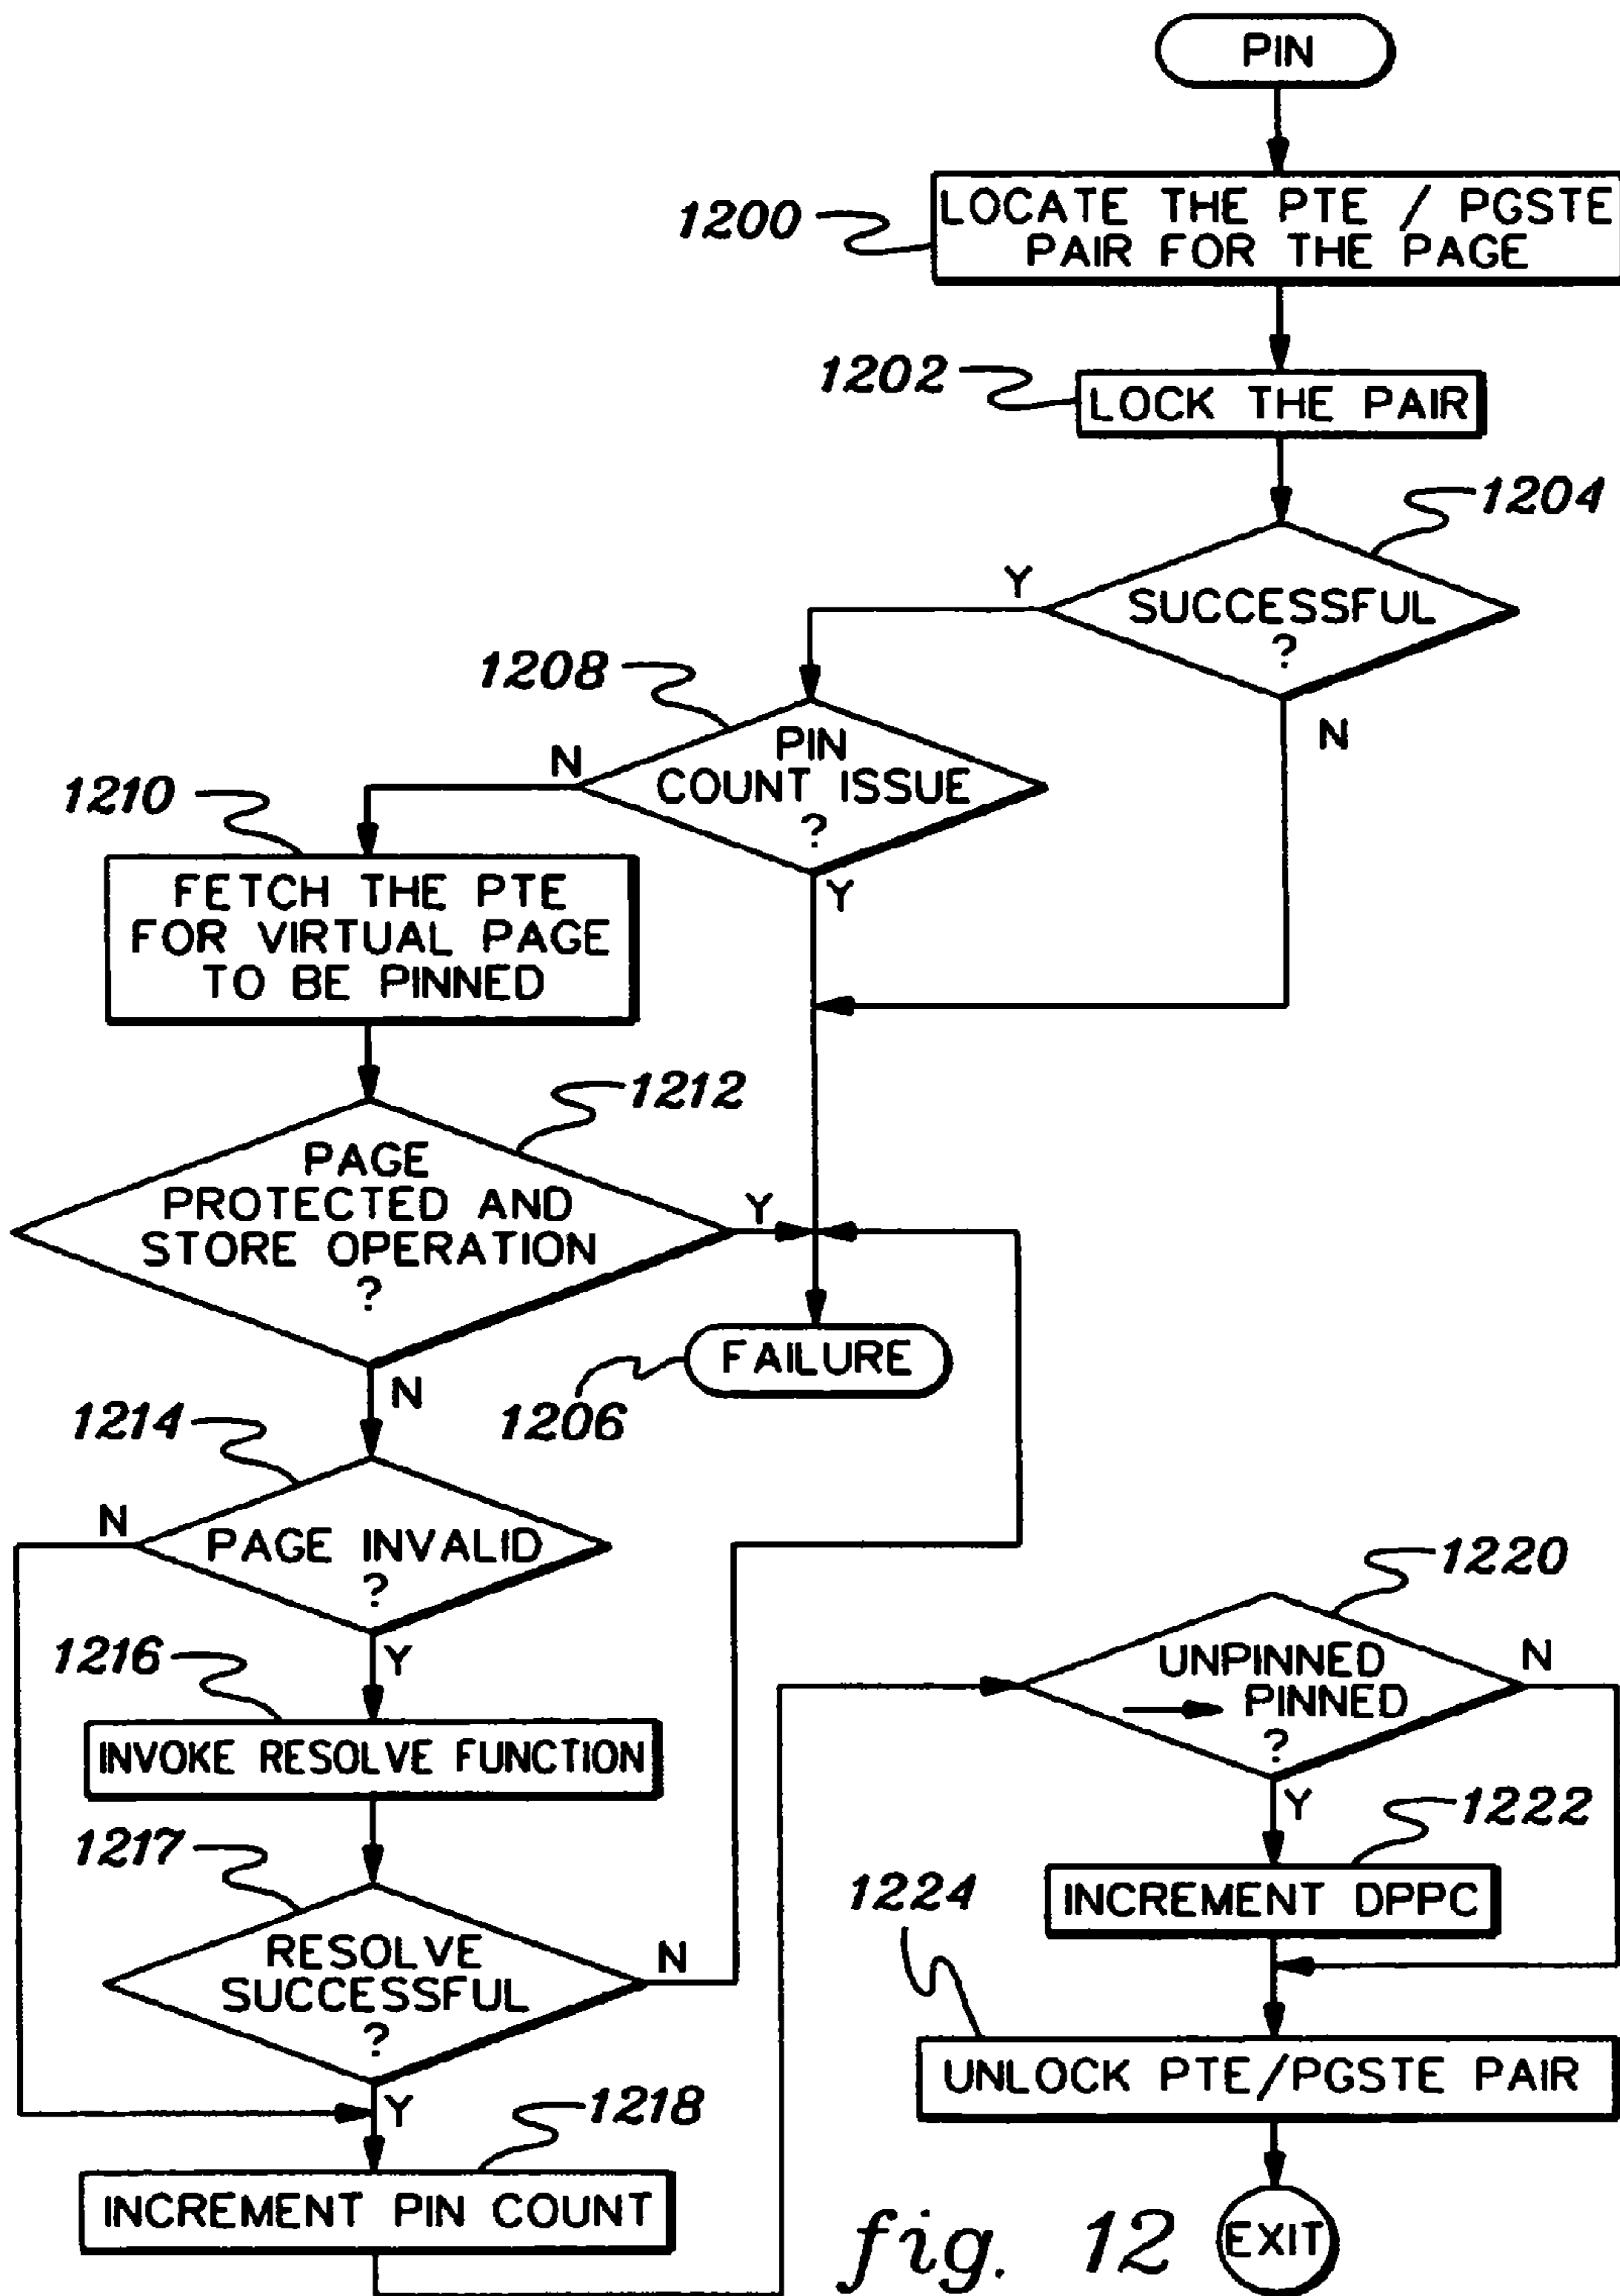 PIN
1200
LOCATE THE PTE / PGSTE
PAIR FOR THE PAGE
1202
LOCK THE PAIR
1204
SUCCESSFUL
?
Y
N
1208
PIN
COUNT ISSUE
?
N
Y
1210
FETCH THE PTE
FOR VIRTUAL PAGE
TO BE PINNED
1212
PAGE
PROTECTED AND
STORE OPERATION
?
Y
N
FAILURE
1206
1214
PAGE INVALID
?
N
Y
1216
INVOKE RESOLVE FUNCTION
1217
RESOLVE
SUCCESSFUL
?
N
Y
1218
INCREMENT PIN COUNT
1220
UNPINNED
→ PINNED
?
N
Y
1222
INCREMENT DPPC
1224
UNLOCK PTE/PGSTE PAIR
EXIT
fig. 12